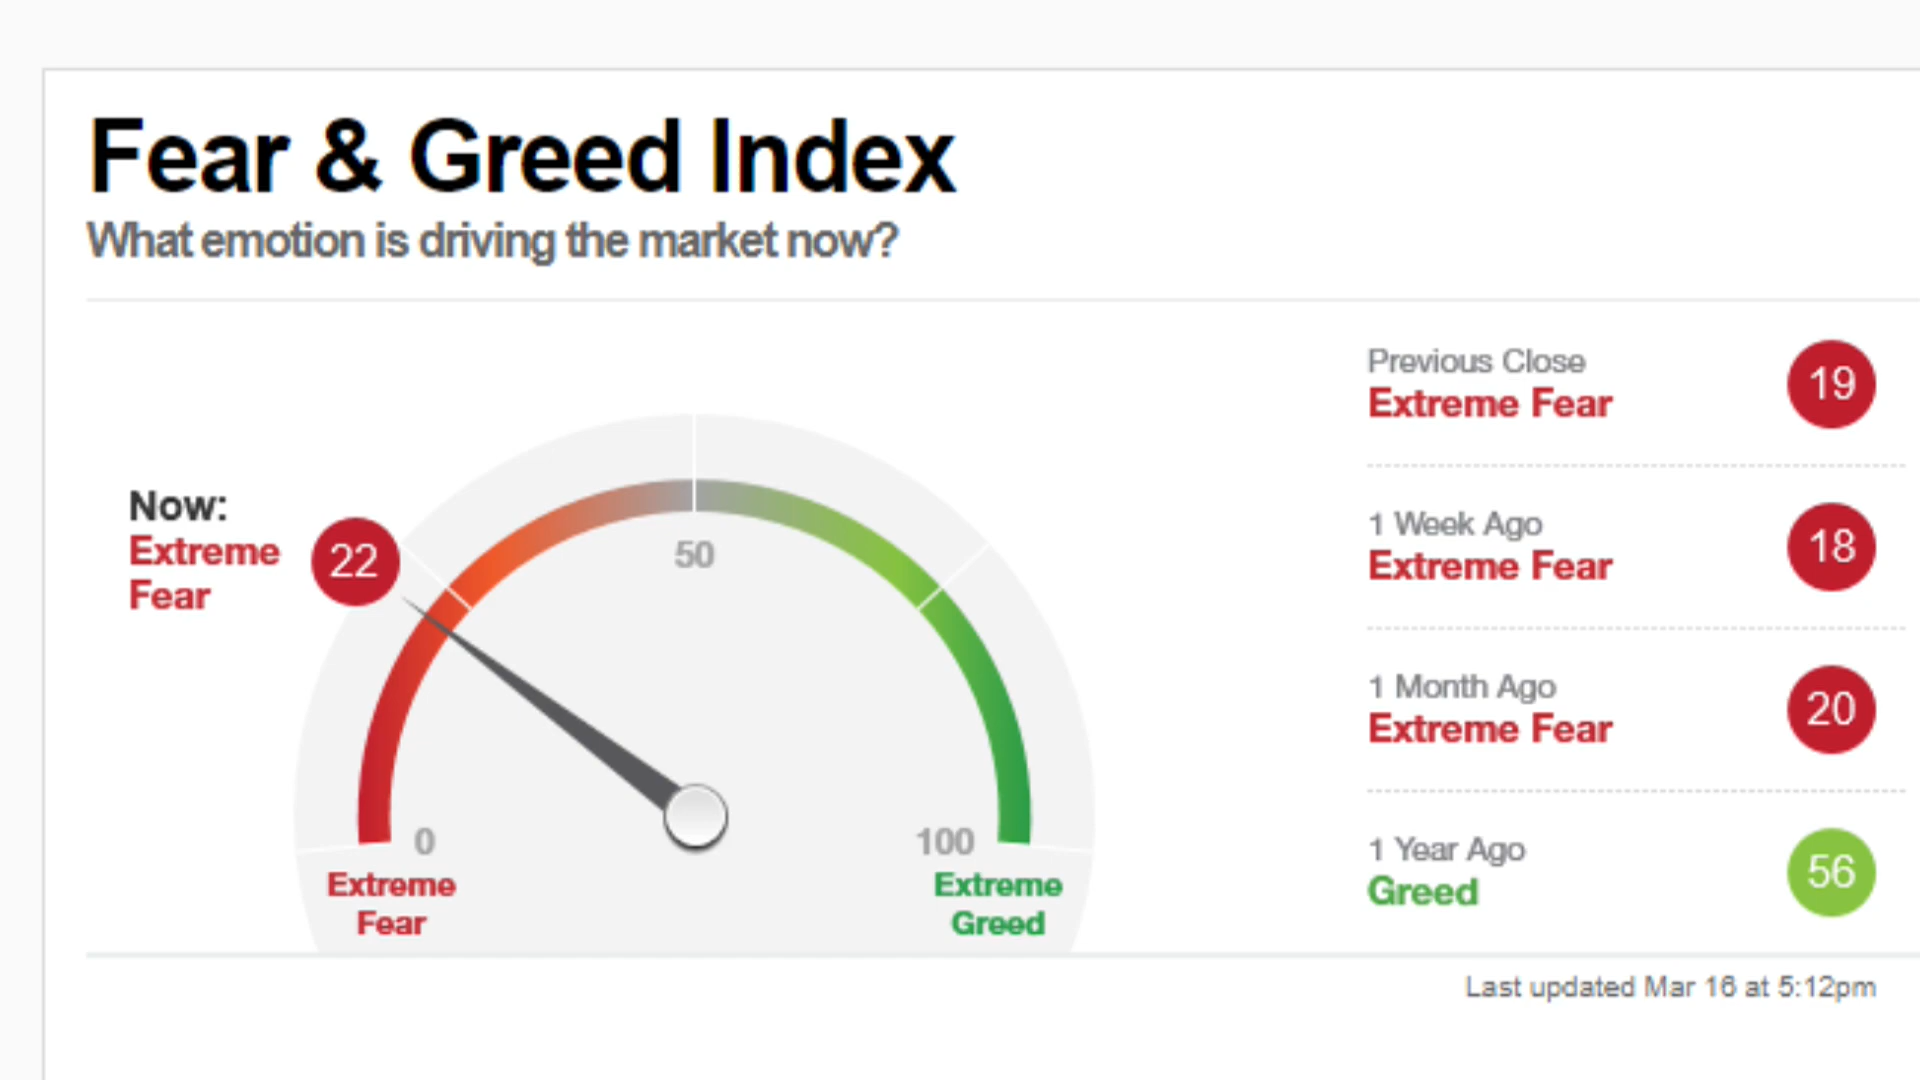 Fear & Greed Index
What emotion is driving the market now?
Now:
Extreme
Fear
22
50
0
100
Extreme
Fear
Extreme
Greed
Previous Close
Extreme Fear
19
1 Week Ago
Extreme Fear
18
1 Month Ago
Extreme Fear
20
1 Year Ago
Greed
56
Last updated Mar 16 at 5:12pm